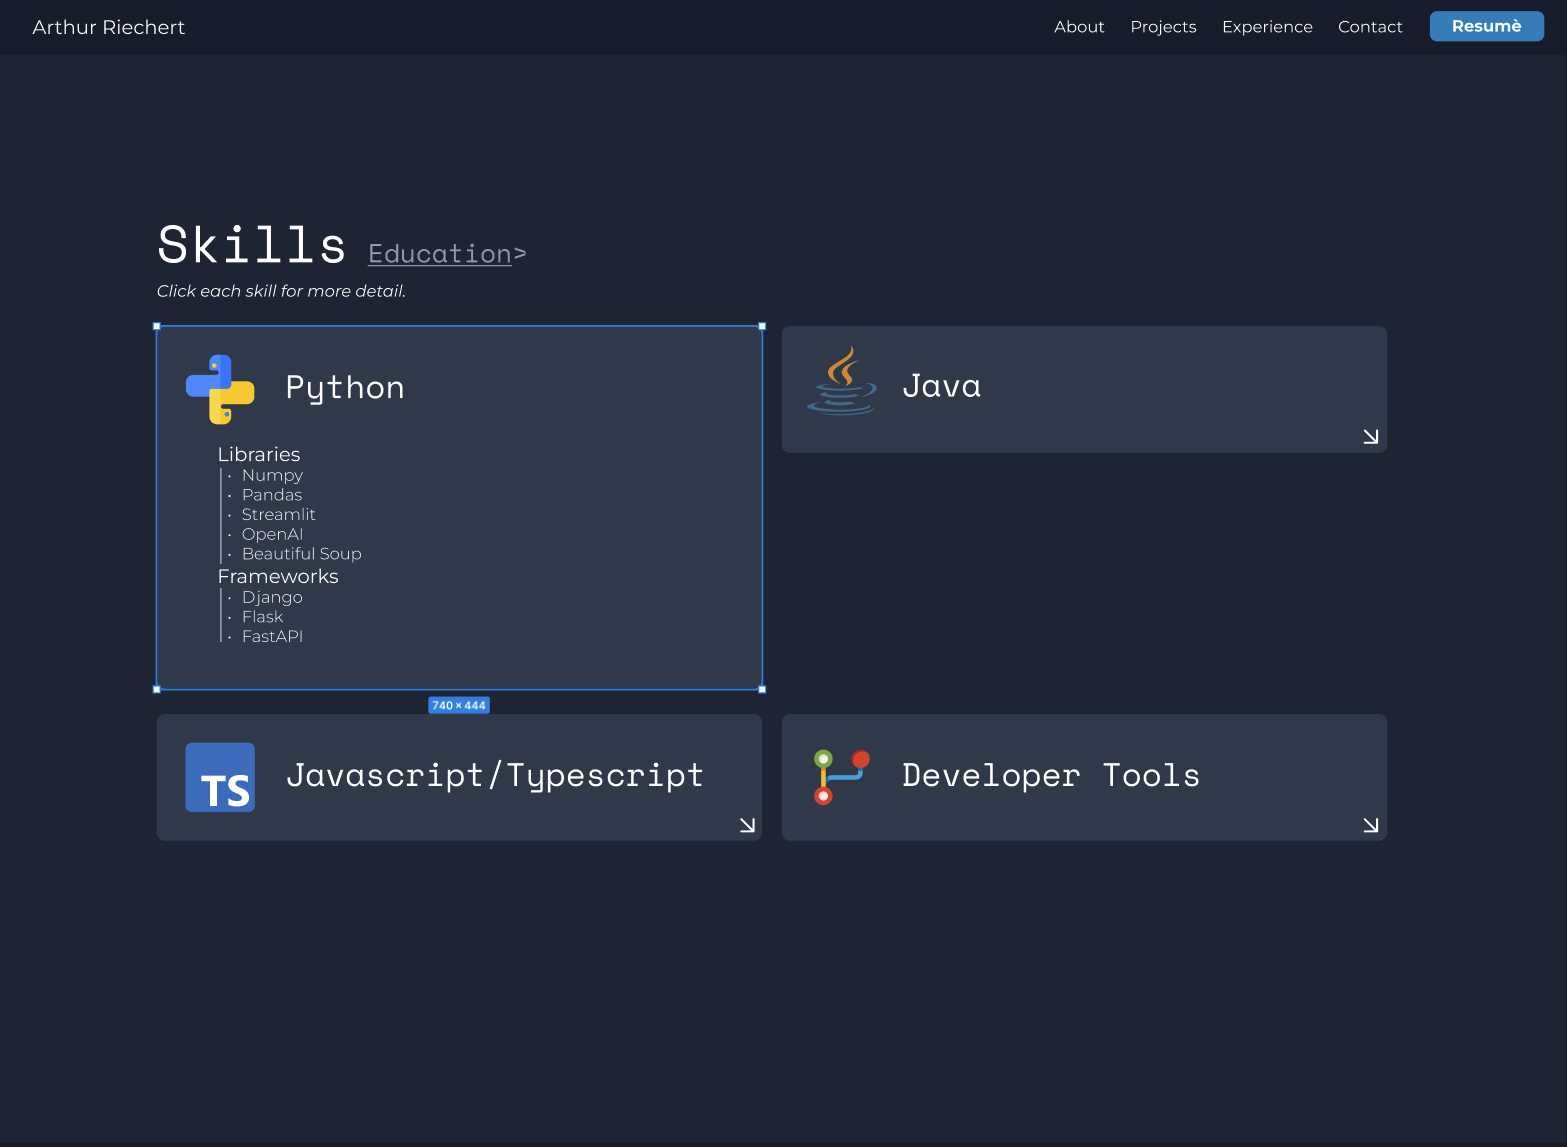 Arthur Riechert
About Projects Experience Contact Resumè
Skills Education>
Click each skill for more detail.
Python
Libraries
• Numpy
• Pandas
• Streamlit
• OpenAI
• Beautiful Soup
Frameworks
• Django
• Flask
• FastAPI
740 × 444
Java
TS Javascript/Typescript
Developer Tools